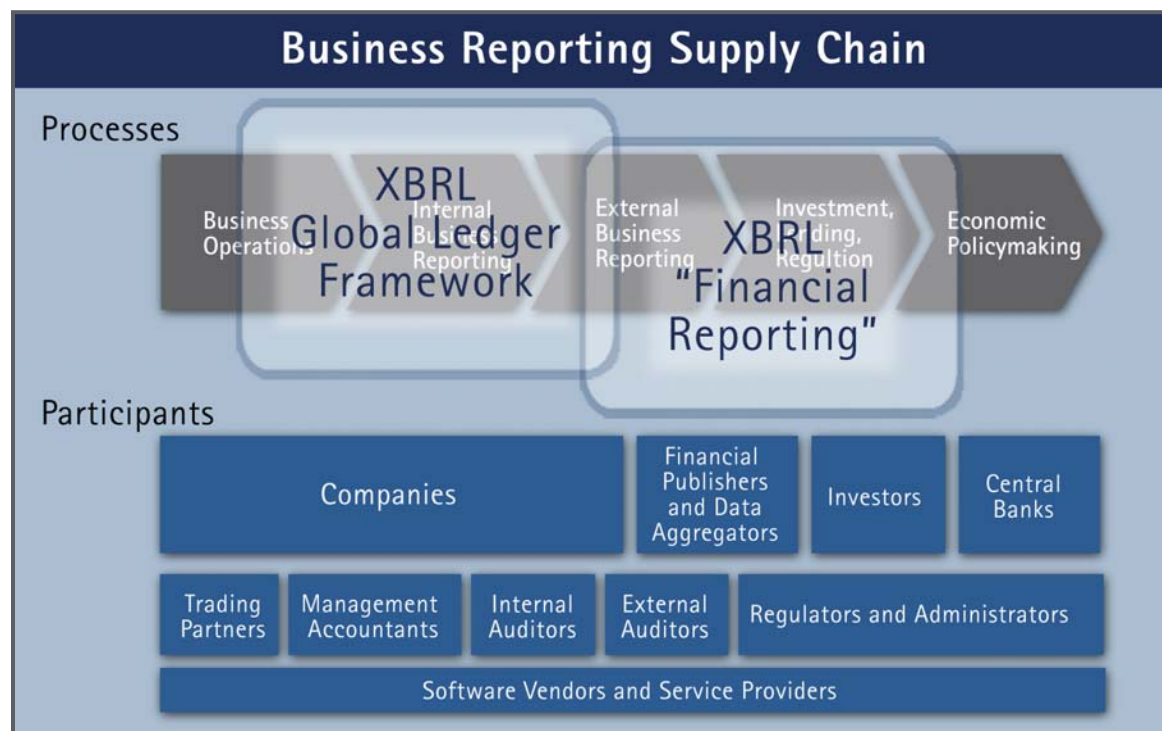 Business Reporting Supply Chain
Processes
Business
Operations
Internal
Business
Reporting
External
Business
Reporting
Investment,
Lending,
Regultion
Economic
Policymaking
XBRL
Global Ledger
Framework
XBRL
“Financial
Reporting”
Participants
Companies
Financial
Publishers
and Data
Aggregators
Investors
Central
Banks
Trading
Partners
Management
Accountants
Internal
Auditors
External
Auditors
Regulators and Administrators
Software Vendors and Service Providers